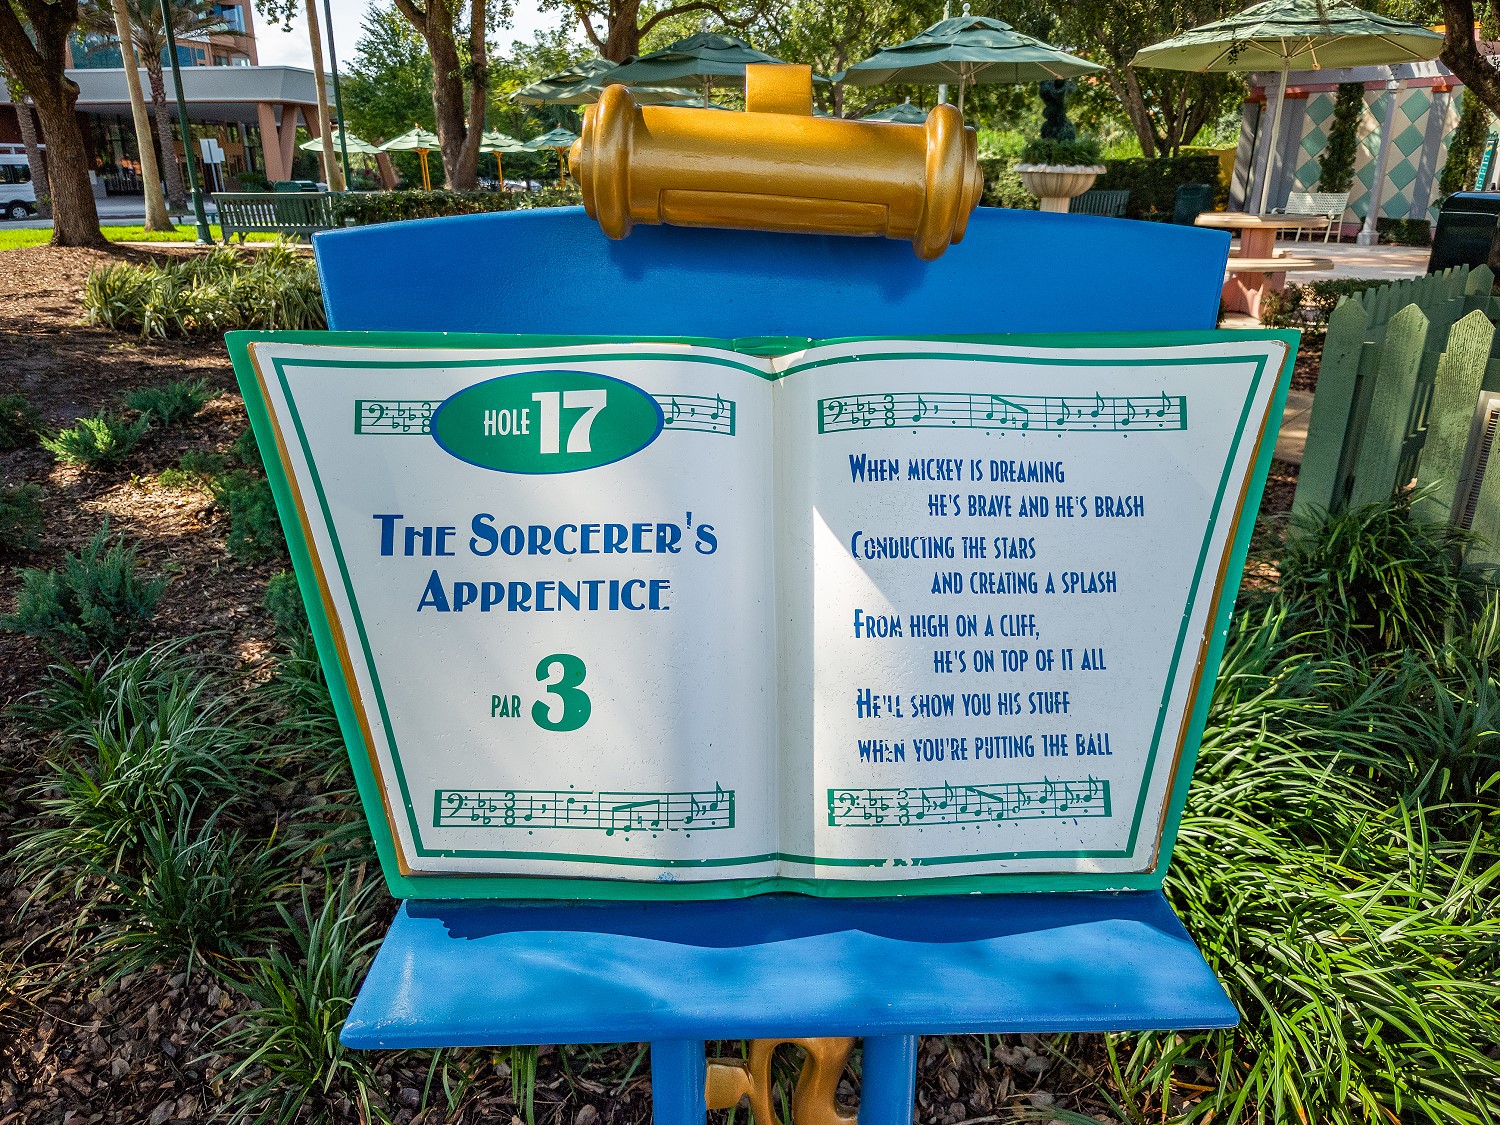 HOLE 17
THE SORCERER'S
APPRENTICE
PAR 3
WHEN MICKEY IS DREAMING
HE'S BRAVE AND HE'S BRASH
CONDUCTING THE STARS
AND CREATING A SPLASH
FROM HIGH ON A CLIFF,
HE'S ON TOP OF IT ALL
HE'LL SHOW YOU HIS STUFF
WHEN YOU'RE PUTTING THE BALL